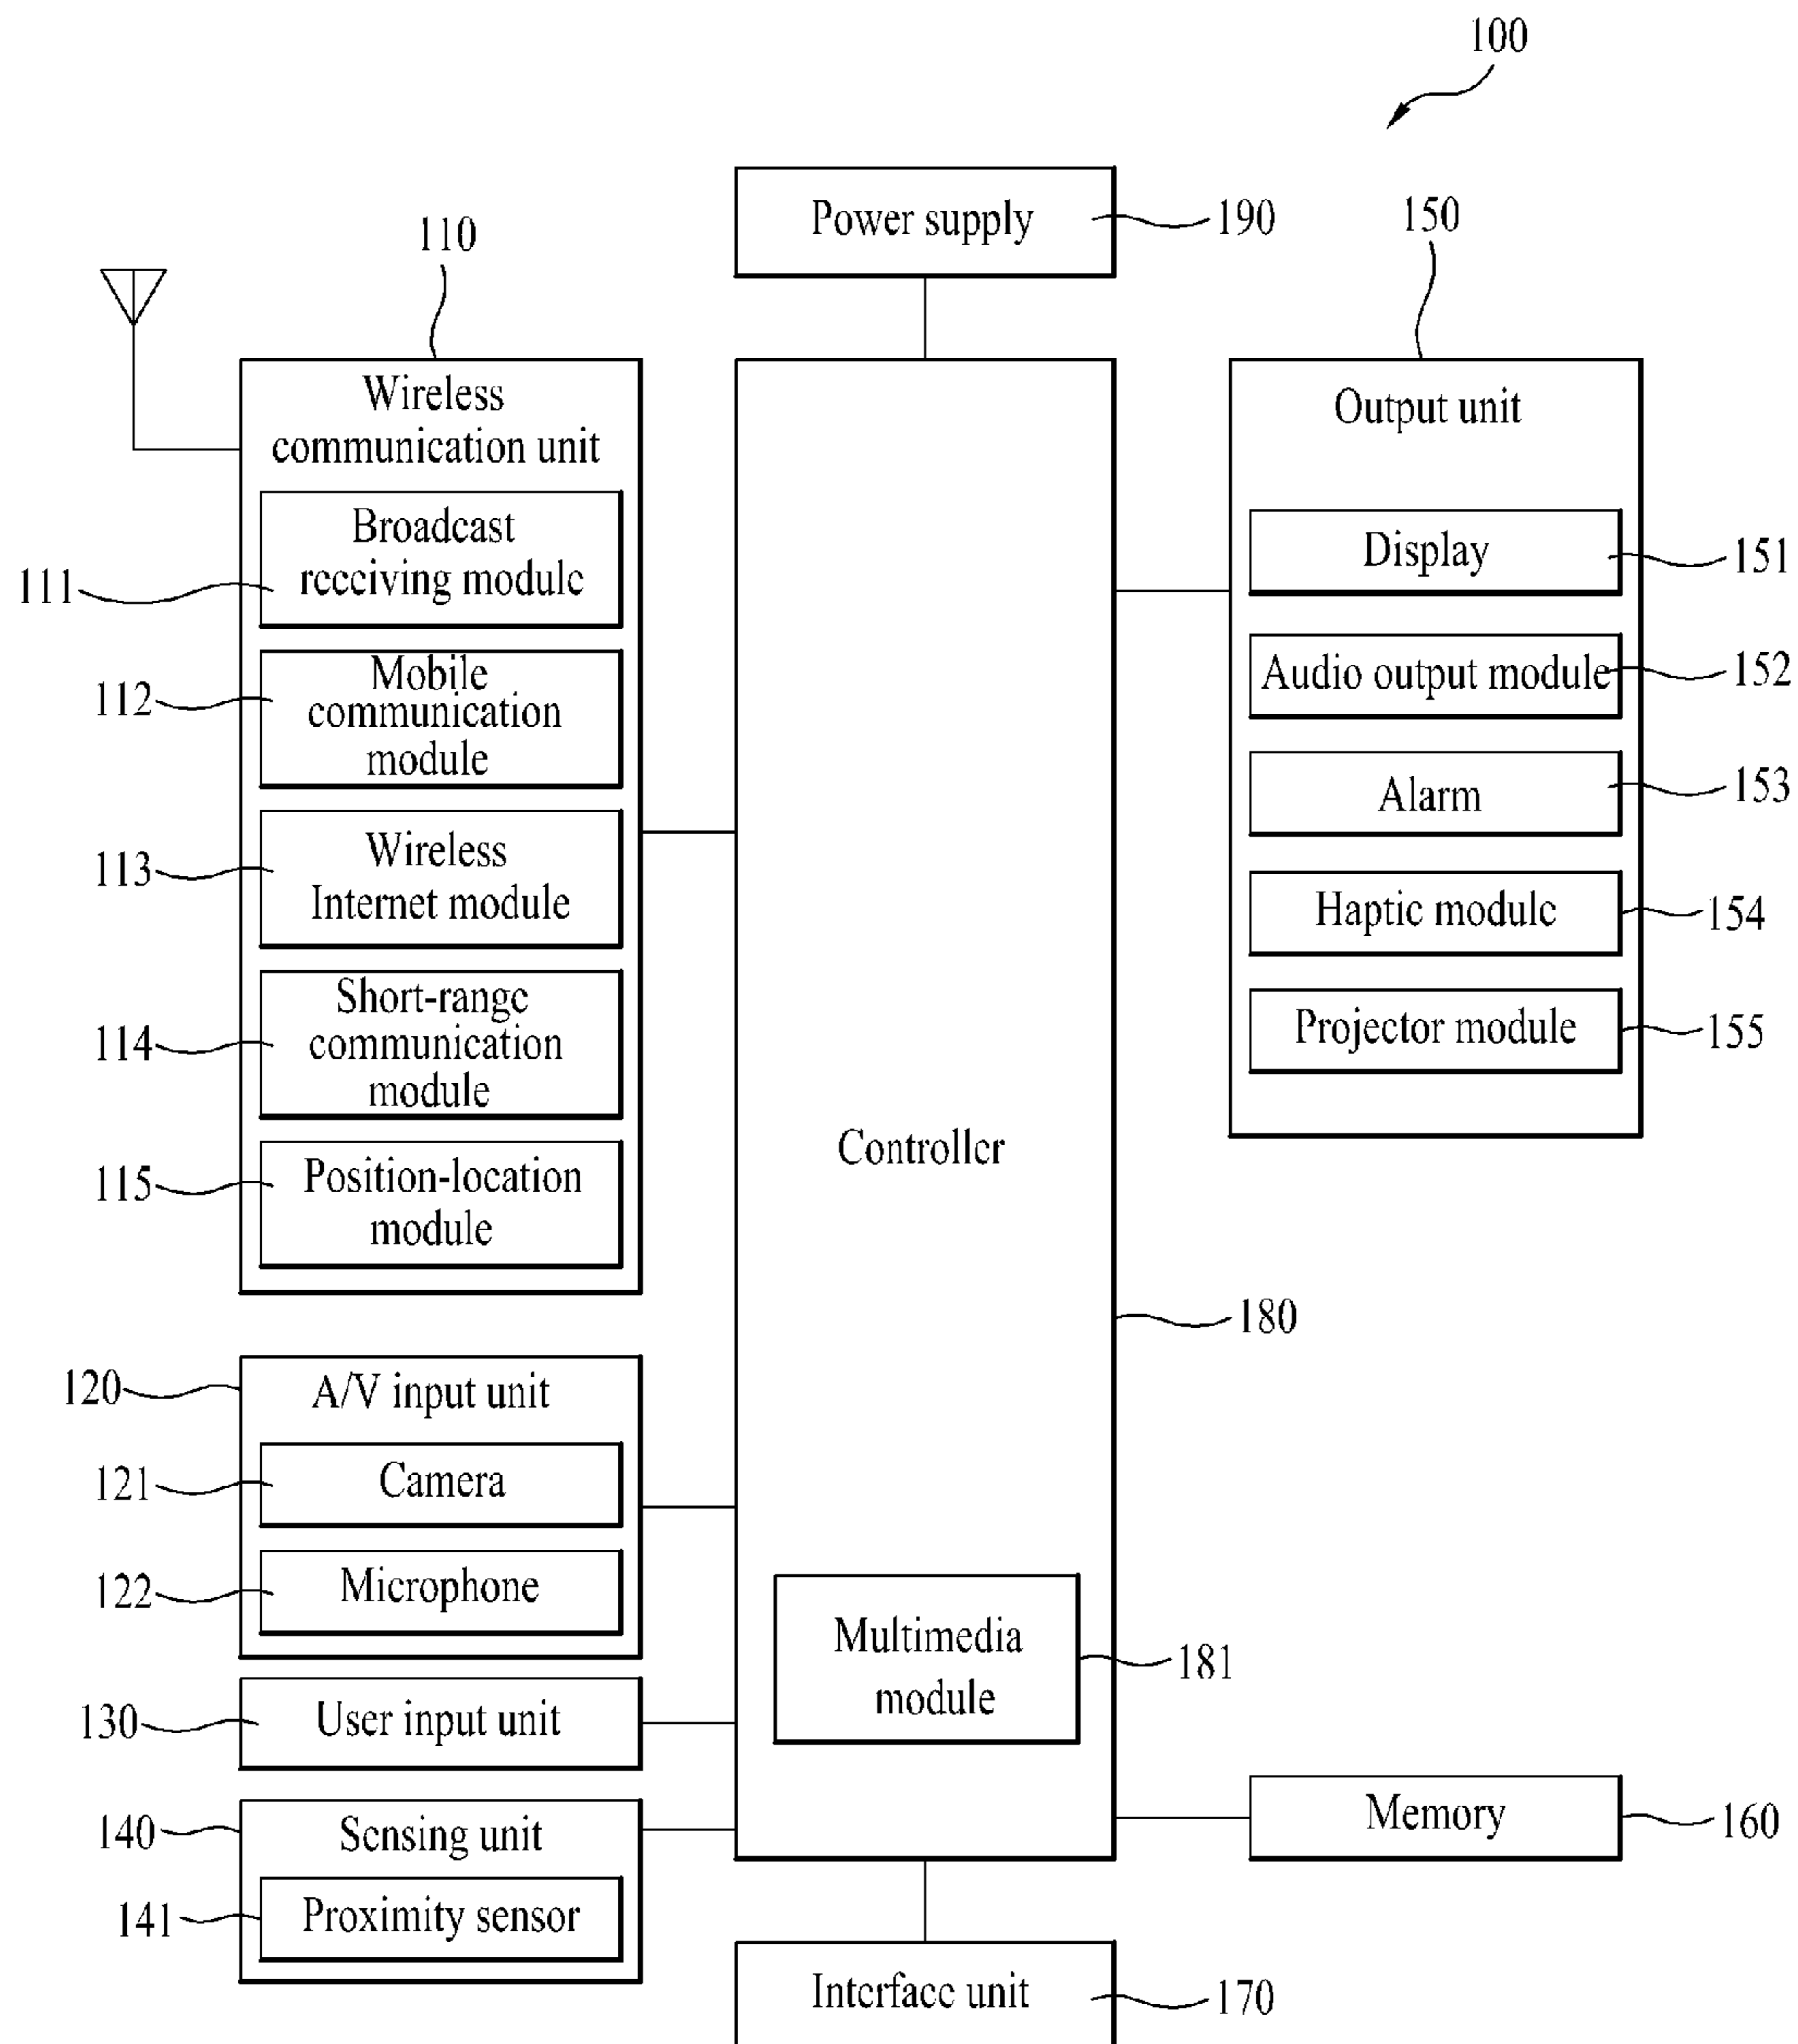 100
Power supply
190
110
150
Wireless
communication unit
Broadcast
receiving module
111
Mobile
communication
module
112
Wireless
Internet module
113
Short-range
communication
module
114
Position-location
module
115
Output unit
Display
151
Audio output module
152
Alarm
153
Haptic module
154
Projector module
155
Controller
180
120
A/V input unit
121
Camera
122
Microphone
Multimedia
module
181
130
User input unit
140
Sensing unit
141
Proximity sensor
Memory
160
Interface unit
170